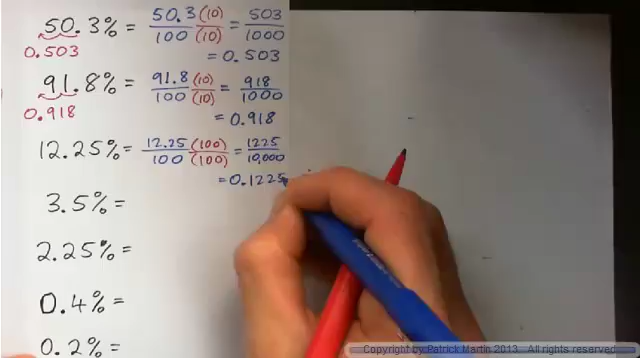 50.3% = 50.3 (10) / 100 (10) = 503 / 1000
0.503 = 0.503
91.8% = 91.8 (10) / 100 (10) = 918 / 1000
0.918 = 0.918
12.25% = 12.25 (100) / 100 (100) = 1225 / 10,000
= 0.1225
3.5% =
2.25% =
0.4% =
0.2% =
Copyright by Patrick Martin 2013. All rights reserved.